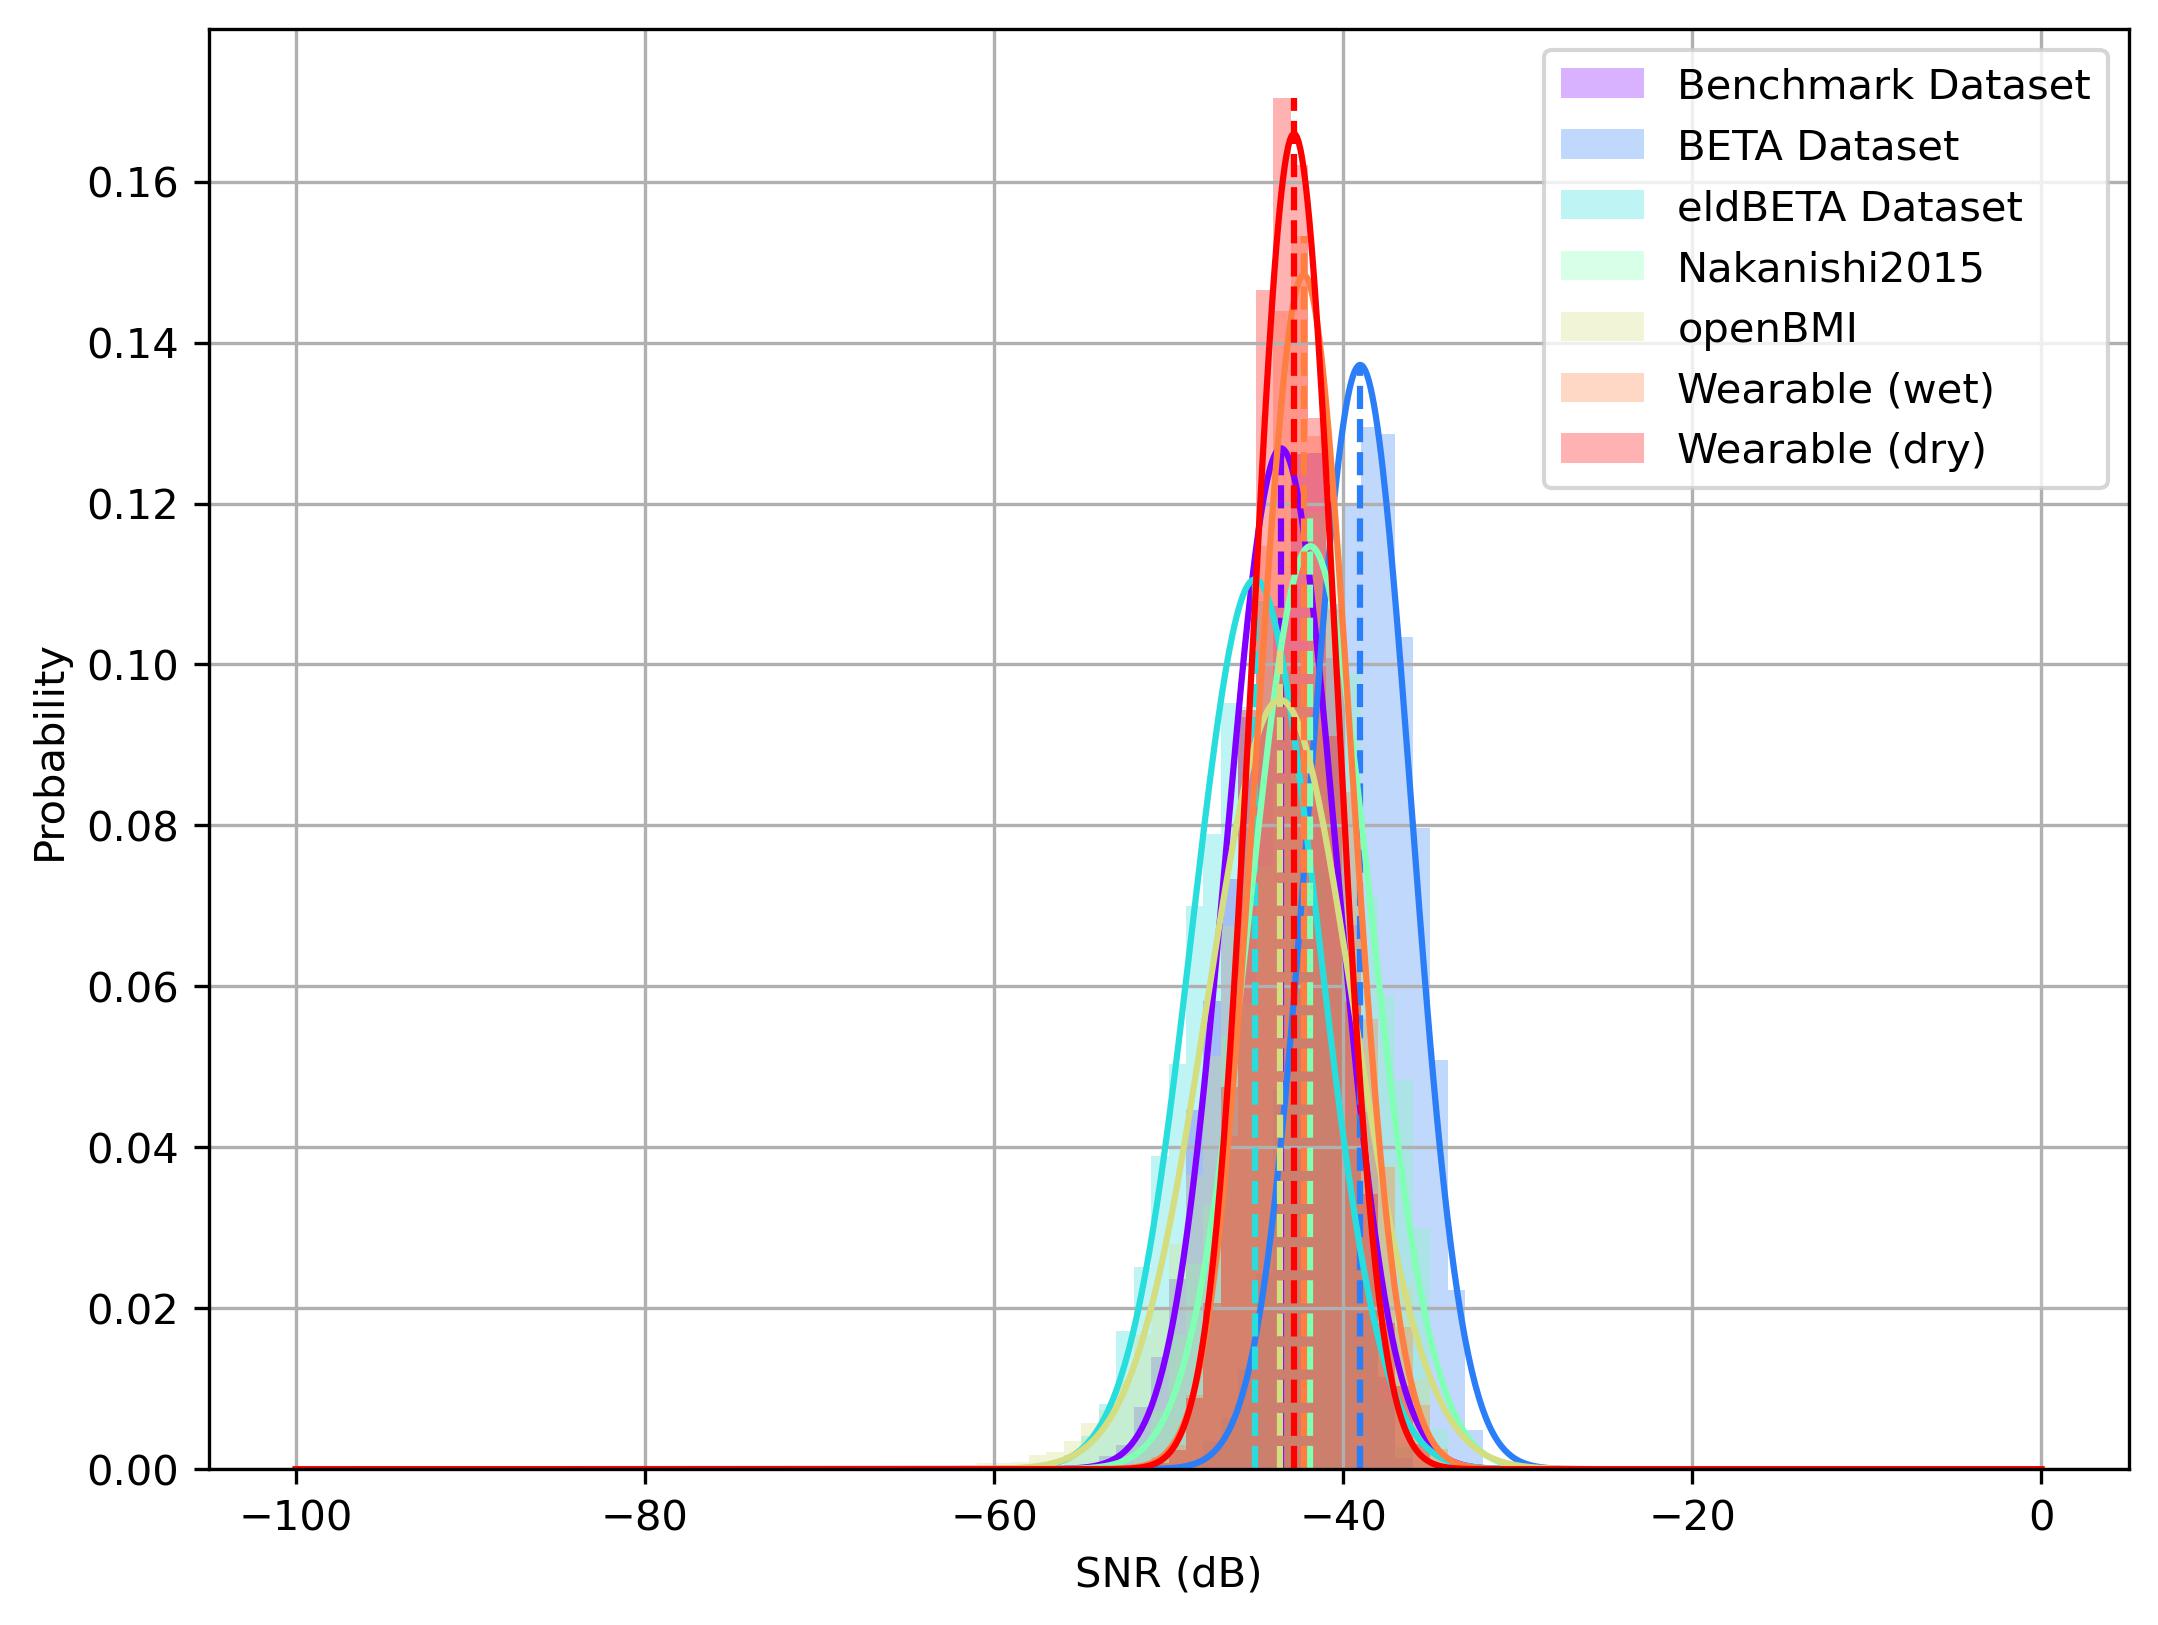 Benchmark Dataset
BETA Dataset
eldBETA Dataset
Nakanishi2015
openBMI
Wearable (wet)
Wearable (dry)
0.16
0.14
0.12
0.10
0.08
0.06
0.04
0.02
0.00
Probability
−100 −80 −60 −40 −20 0
SNR (dB)